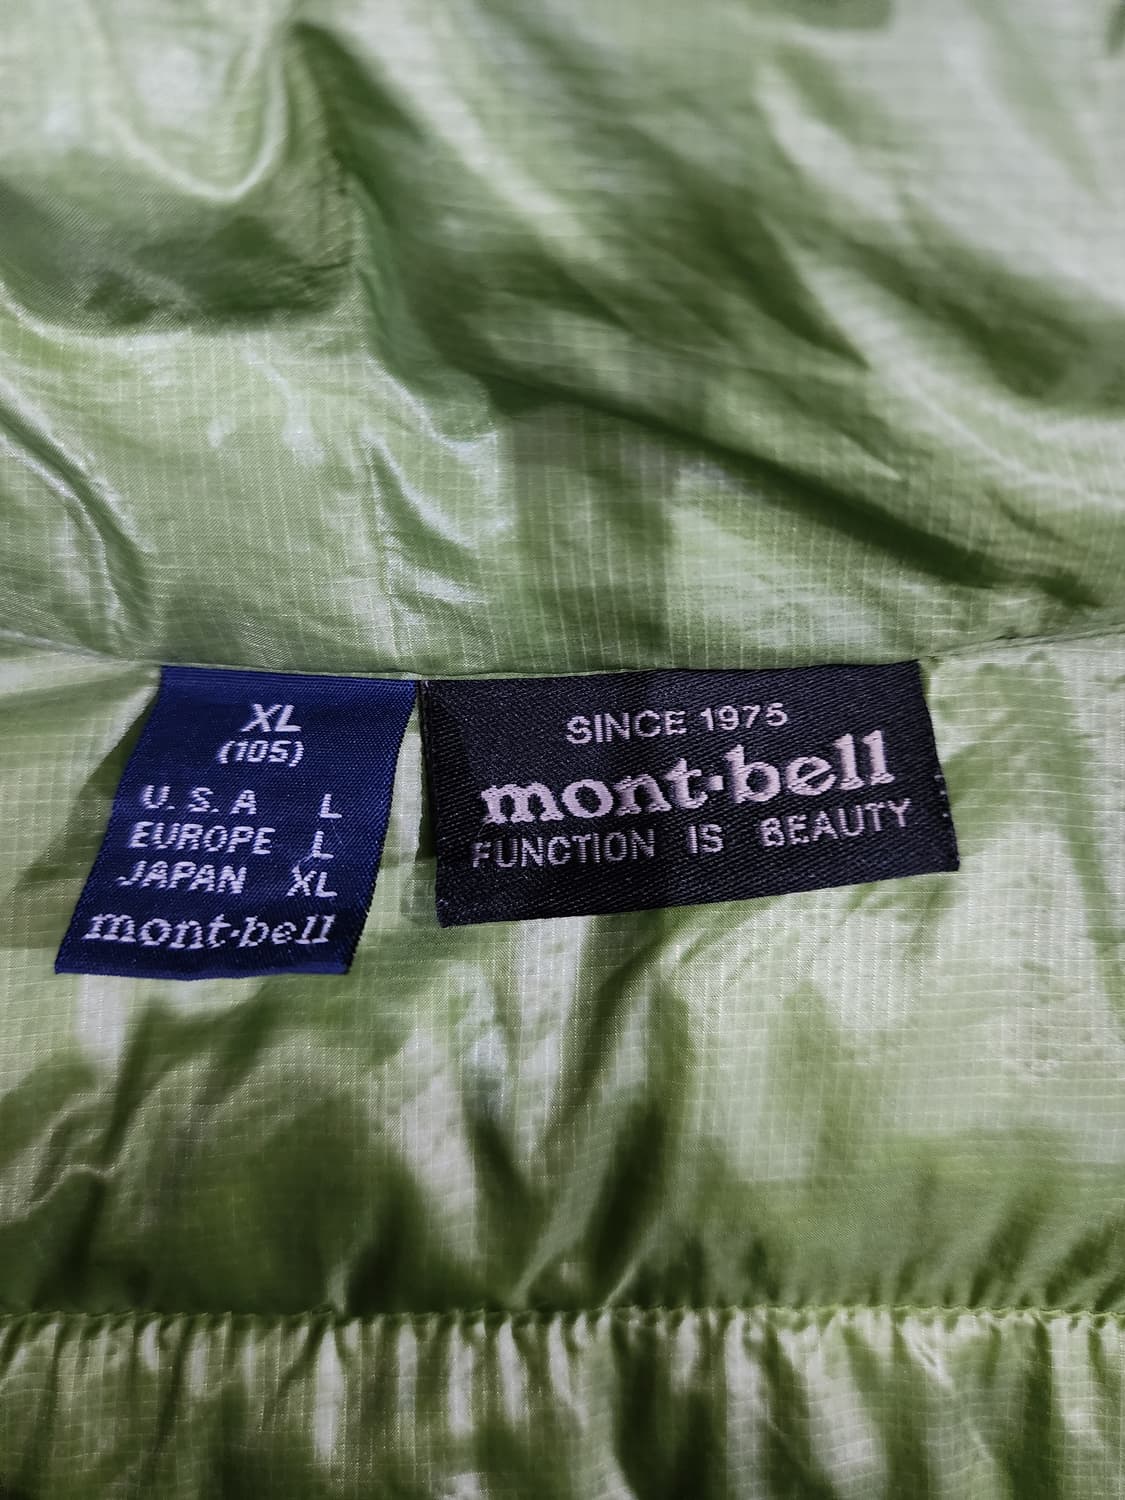 XL
(105)
U.S.A L
EUROPE L
JAPAN XL
mont·bell
SINCE 1975
mont·bell
FUNCTION IS BEAUTY